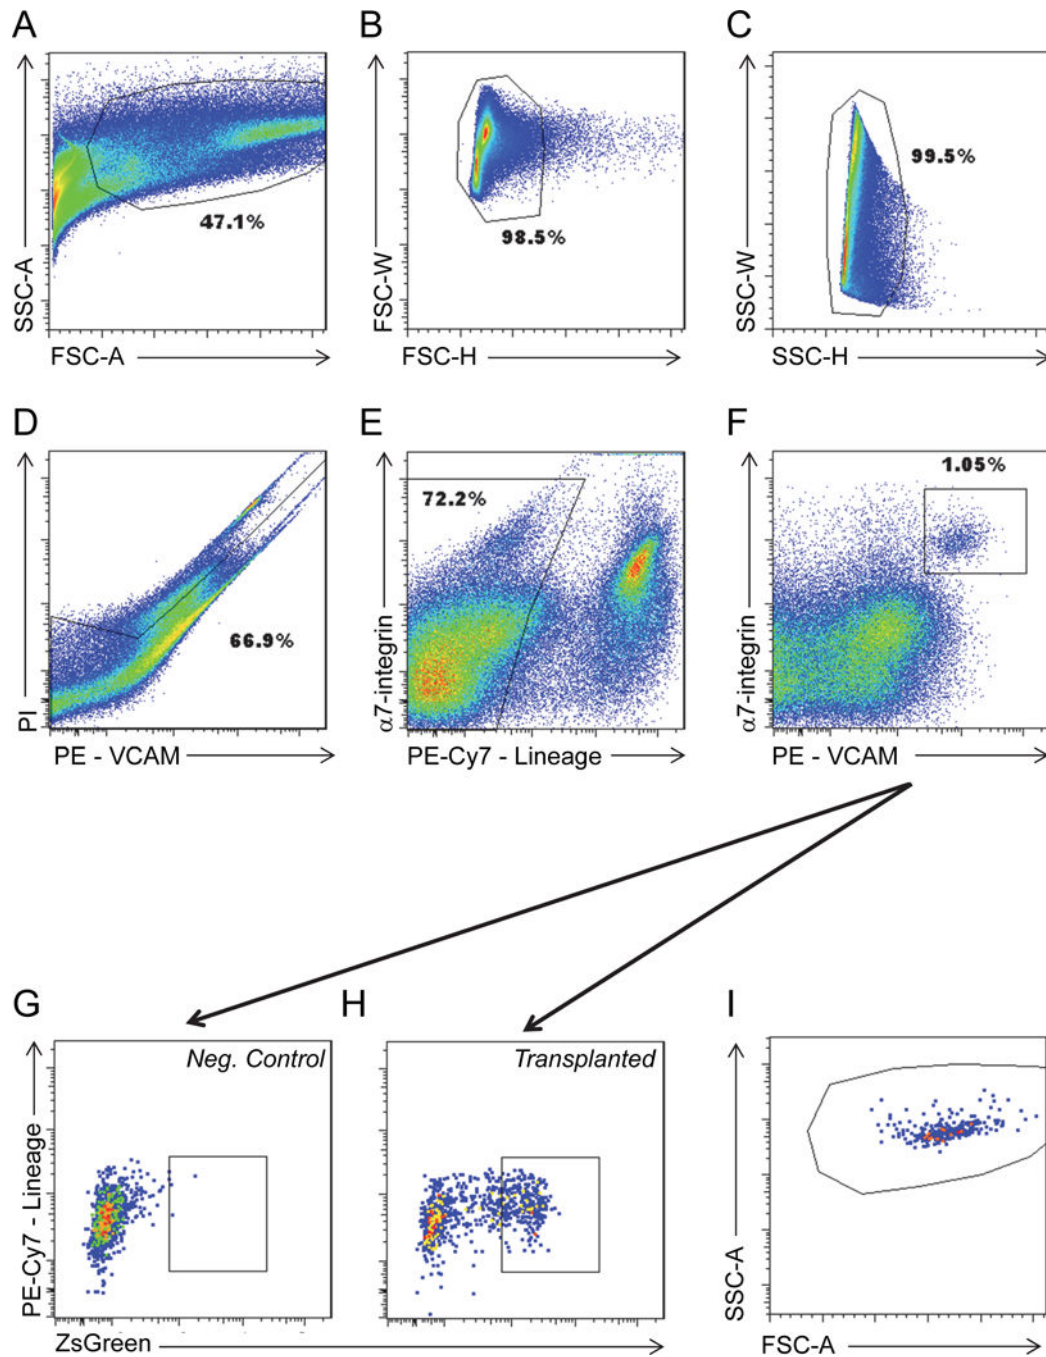 A
SSC-A
47.1%
FSC-A
B
FSC-W
98.5%
FSC-H
C
SSC-W
99.5%
SSC-H
D
PI
66.9%
PE - VCAM
E
α7-integrin
72.2%
PE-Cy7 - Lineage
F
α7-integrin
1.05%
PE - VCAM
G
PE-Cy7 - Lineage
Neg. Control
ZsGreen
H
Transplanted
I
SSC-A
FSC-A